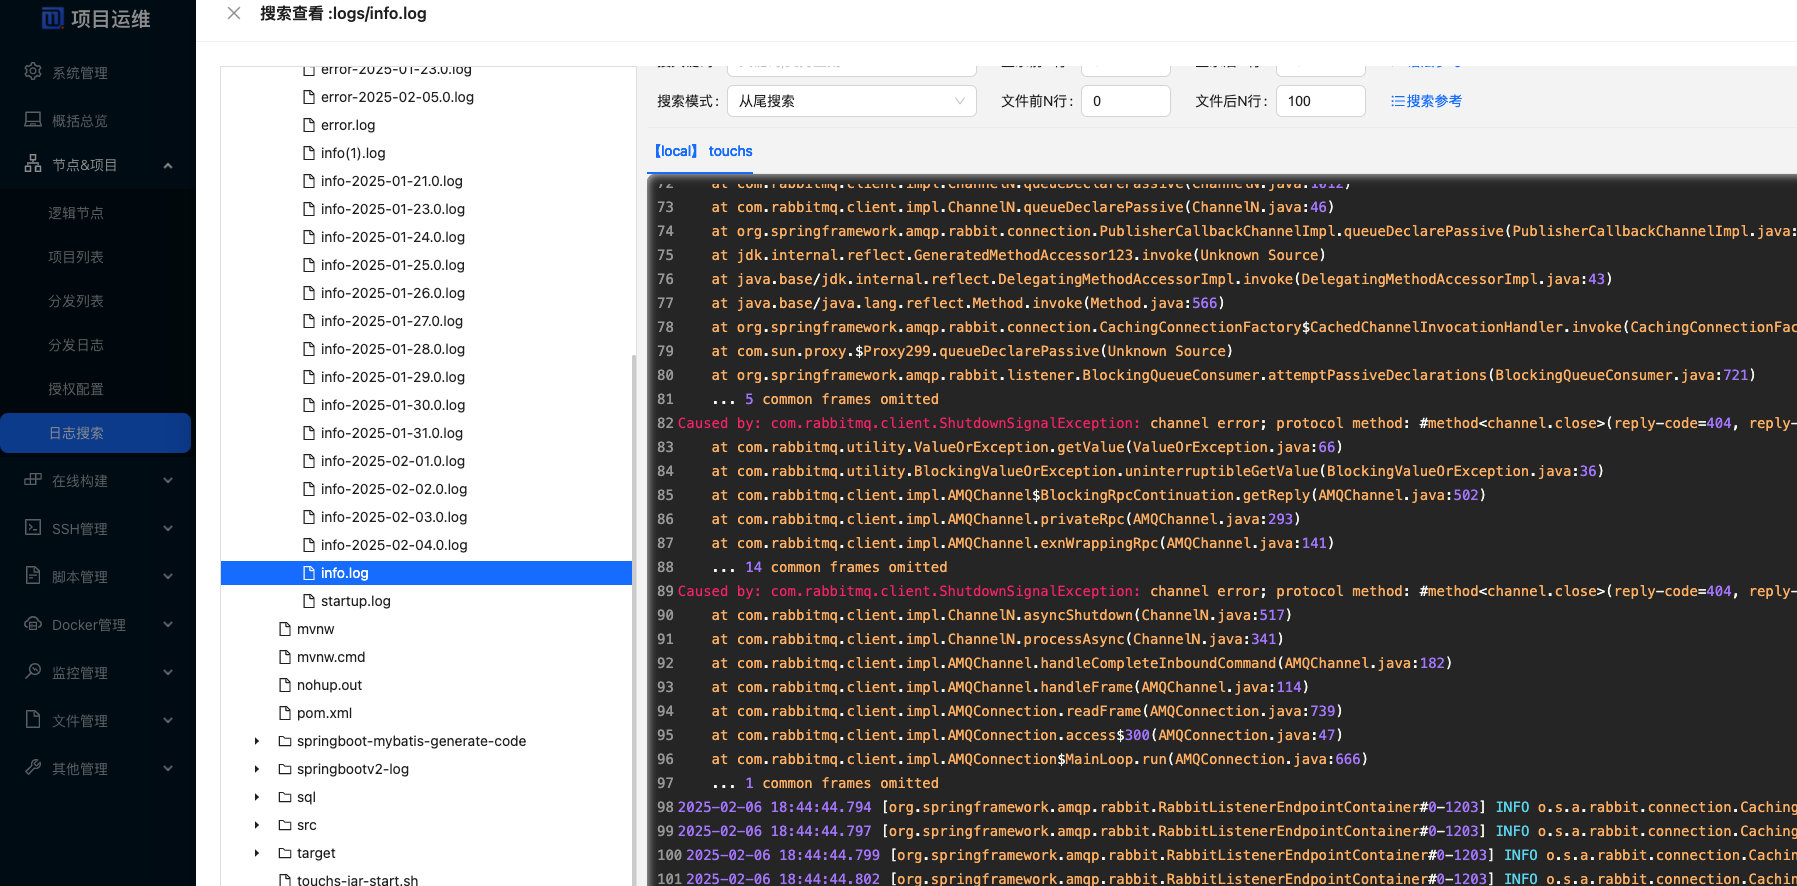 项目运维
系统管理
概括总览
节点&项目
逻辑节点
项目列表
分发列表
分发日志
授权配置
日志搜索
在线构建
SSH管理
脚本管理
Docker管理
监控管理
文件管理
其他管理
搜索查看 :logs/info.log
error-2025-01-23.0.log
error-2025-02-05.0.log
error.log
info(1).log
info-2025-01-21.0.log
info-2025-01-23.0.log
info-2025-01-24.0.log
info-2025-01-25.0.log
info-2025-01-26.0.log
info-2025-01-27.0.log
info-2025-01-28.0.log
info-2025-01-29.0.log
info-2025-01-30.0.log
info-2025-01-31.0.log
info-2025-02-01.0.log
info-2025-02-02.0.log
info-2025-02-03.0.log
info-2025-02-04.0.log
info.log
startup.log
mvnw
mvnw.cmd
nohup.out
pom.xml
springboot-mybatis-generate-code
springbootv2-log
sql
src
target
touchs-jar-start.sh
搜索模式: 从尾搜索 文件前N行: 0 文件后N行: 100 搜索参考
【local】 touchs
72 at com.rabbitmq.client.impl.ChannelN.queueDeclarePassive(ChannelN.java:1012)
73 at com.rabbitmq.client.impl.ChannelN.queueDeclarePassive(ChannelN.java:46)
74 at org.springframework.amqp.rabbit.connection.PublisherCallbackChannelImpl.queueDeclarePassive(PublisherCallbackChannelImpl.java:
75 at jdk.internal.reflect.GeneratedMethodAccessor123.invoke(Unknown Source)
76 at java.base/jdk.internal.reflect.DelegatingMethodAccessorImpl.invoke(DelegatingMethodAccessorImpl.java:43)
77 at java.base/java.lang.reflect.Method.invoke(Method.java:566)
78 at org.springframework.amqp.rabbit.connection.CachingConnectionFactory$CachedChannelInvocationHandler.invoke(CachingConnectionFac
79 at com.sun.proxy.$Proxy299.queueDeclarePassive(Unknown Source)
80 at org.springframework.amqp.rabbit.listener.BlockingQueueConsumer.attemptPassiveDeclarations(BlockingQueueConsumer.java:721)
81 ... 5 common frames omitted
82 Caused by: com.rabbitmq.client.ShutdownSignalException: channel error; protocol method: #method<channel.close>(reply-code=404, reply-
83 at com.rabbitmq.utility.ValueOrException.getValue(ValueOrException.java:66)
84 at com.rabbitmq.utility.BlockingValueOrException.uninterruptibleGetValue(BlockingValueOrException.java:36)
85 at com.rabbitmq.client.impl.AMQChannel$BlockingRpcContinuation.getReply(AMQChannel.java:502)
86 at com.rabbitmq.client.impl.AMQChannel.privateRpc(AMQChannel.java:293)
87 at com.rabbitmq.client.impl.AMQChannel.exnWrappingRpc(AMQChannel.java:141)
88 ... 14 common frames omitted
89 Caused by: com.rabbitmq.client.ShutdownSignalException: channel error; protocol method: #method<channel.close>(reply-code=404, reply-
90 at com.rabbitmq.client.impl.ChannelN.asyncShutdown(ChannelN.java:517)
91 at com.rabbitmq.client.impl.ChannelN.processAsync(ChannelN.java:341)
92 at com.rabbitmq.client.impl.AMQChannel.handleCompleteInboundCommand(AMQChannel.java:182)
93 at com.rabbitmq.client.impl.AMQChannel.handleFrame(AMQChannel.java:114)
94 at com.rabbitmq.client.impl.AMQConnection.readFrame(AMQConnection.java:739)
95 at com.rabbitmq.client.impl.AMQConnection.access$300(AMQConnection.java:47)
96 at com.rabbitmq.client.impl.AMQConnection$MainLoop.run(AMQConnection.java:666)
97 ... 1 common frames omitted
98 2025-02-06 18:44:44.794 [org.springframework.amqp.rabbit.RabbitListenerEndpointContainer#0-1203] INFO o.s.a.rabbit.connection.Caching
99 2025-02-06 18:44:44.797 [org.springframework.amqp.rabbit.RabbitListenerEndpointContainer#0-1203] INFO o.s.a.rabbit.connection.Caching
100 2025-02-06 18:44:44.799 [org.springframework.amqp.rabbit.RabbitListenerEndpointContainer#0-1203] INFO o.s.a.rabbit.connection.Cachin
101 2025-02-06 18:44:44.802 [org.springframework.amqp.rabbit.RabbitListenerEndpointContainer#0-1203] INFO o.s.a.rabbit.connection.Cachin